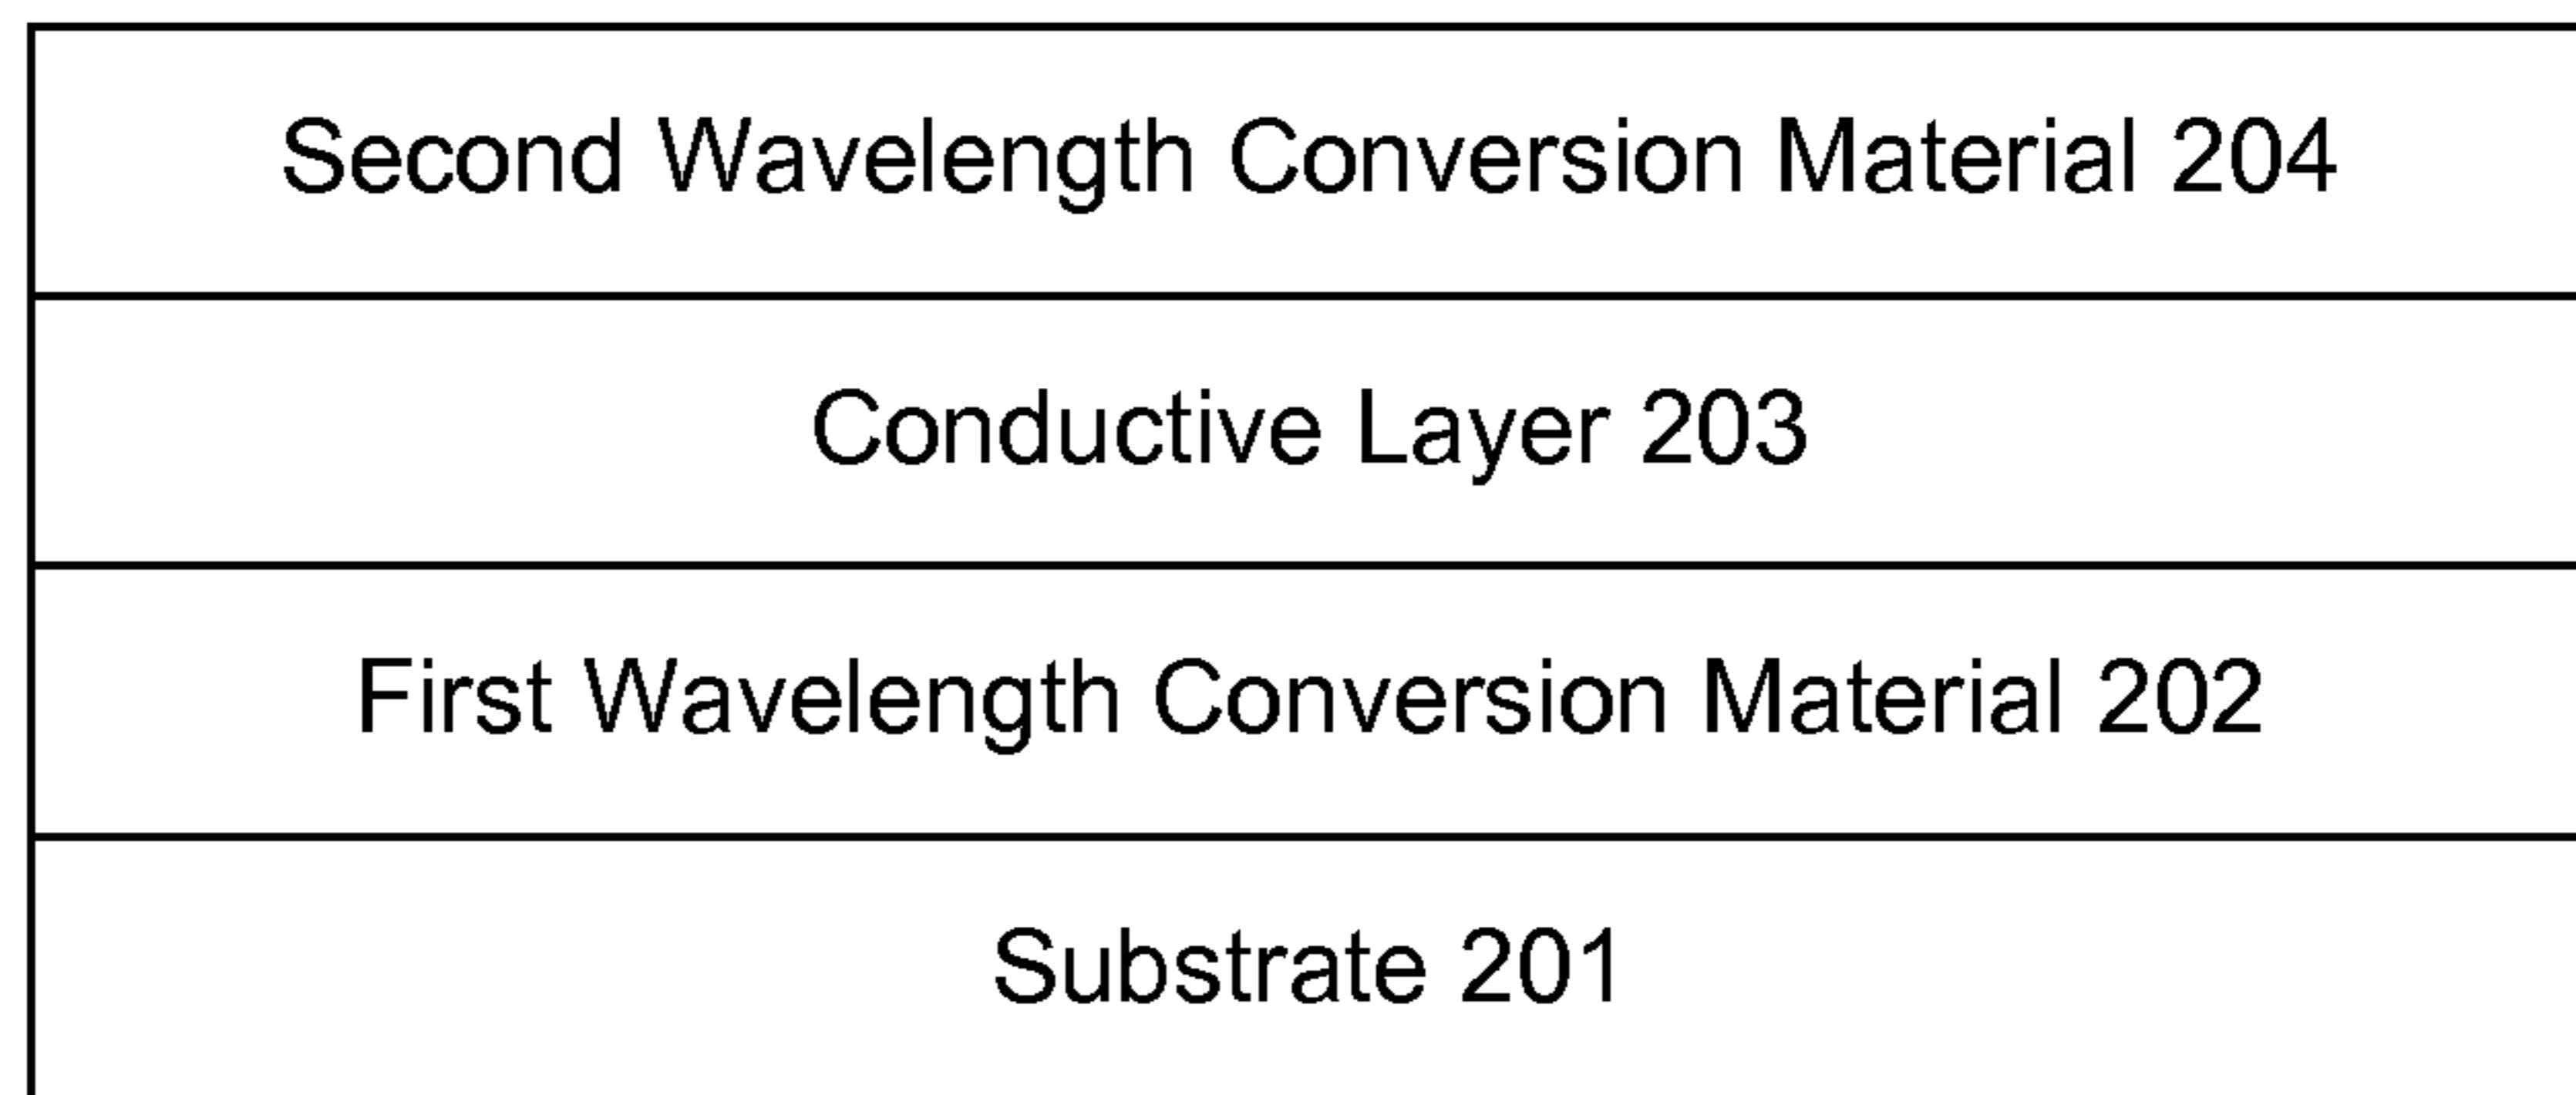 Second Wavelength Conversion Material 204
Conductive Layer 203
First Wavelength Conversion Material 202
Substrate 201